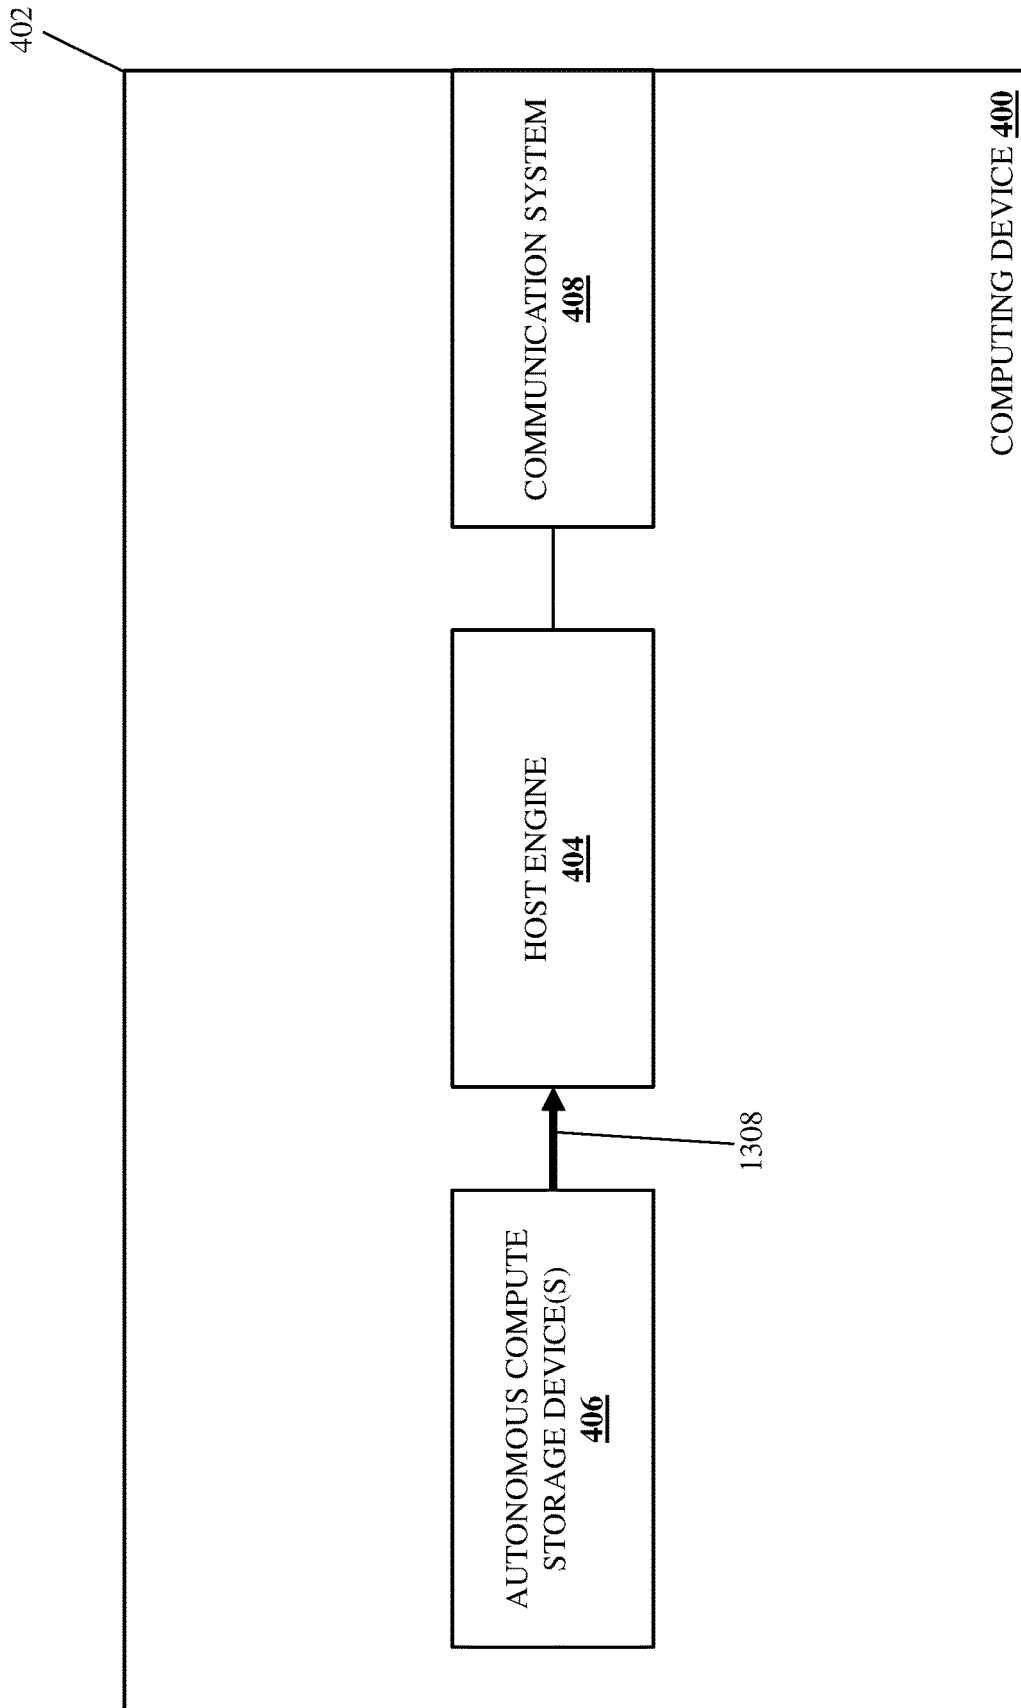 402
AUTONOMOUS COMPUTE
STORAGE DEVICE(S)
406
1308
HOST ENGINE
404
COMMUNICATION SYSTEM
408
COMPUTING DEVICE 400